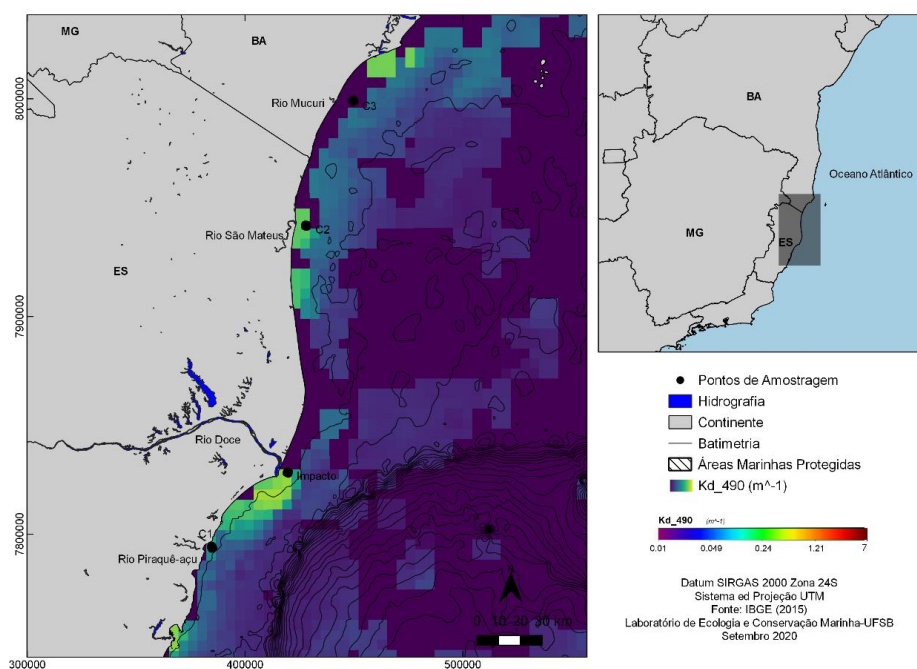 MG
BA
Rio Mucuri
C3
Rio São Mateus
C2
ES
Rio Doce
Impacto
C1
Rio Piraquê-açu
0 10 20 30 km
8000000
7900000
7800000
300000
400000
500000
BA
Oceano Atlântico
MG
ES
Pontos de Amostragem
Hidrografia
Continente
Batimetria
Áreas Marinhas Protegidas
Kd_490 (m^-1)
Kd_490 (m^-1)
0.01 0.049 0.24 1.21 7
Datum SIRGAS 2000 Zona 24S
Sistema ed Projeção UTM
Fonte: IBGE (2015)
Laboratório de Ecologia e Conservação Marinha-UFSB
Setembro 2020